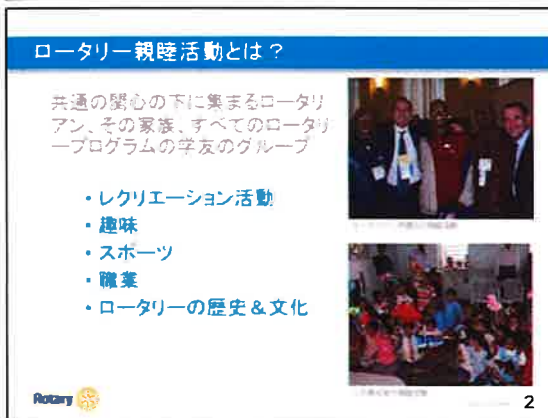 ロータリー親睦活動とは？
共通の関心の下に集まるロータリ
アン、その家族、すべてのロータリ
ープログラムの学友のグループ
・レクリエーション活動
・趣味
・スポーツ
・職業
・ロータリーの歴史＆文化
Rotary
2